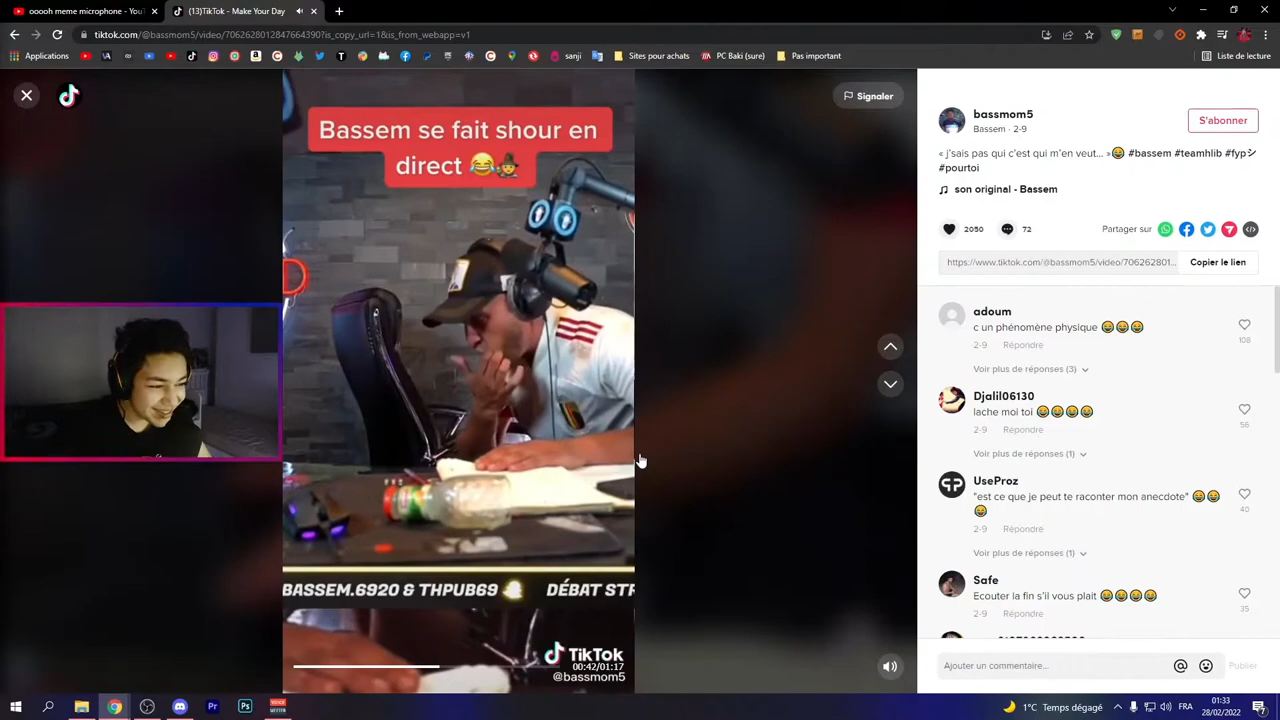 ooooh meme microphone - YouT
(13)TikTok - Make Your Day
tiktok.com/@bassmom5/video/7062628012847664390?is_copy_url=1&is_from_webapp=v1
Applications
sanji
Sites pour achats
PC Baki (sure)
Pas important
Liste de lecture
Signaler
Bassem se fait shour en
direct 😂🧙
BASSEM.6920 & THPUB69
DÉBAT STR
TikTok
00:42/01:17
@bassmom5
bassmom5
Bassem · 2-9
S'abonner
« j'sais pas qui c'est qui m'en veut... »😂 #bassem #teamhlib #fypシ
#pourtoi
son original - Bassem
2050
72
Partager sur
https://www.tiktok.com/@bassmom5/video/706262801...
Copier le lien
adoum
c un phénomène physique 😂😂😂
2-9 Répondre
108
Voir plus de réponses (3)
Djalil06130
lache moi toi 😂😂😂😂
2-9 Répondre
56
Voir plus de réponses (1)
UseProz
"est ce que je peut te raconter mon anecdote" 😂😂
😂
2-9 Répondre
40
Voir plus de réponses (1)
Safe
Ecouter la fin s'il vous plait 😂😂😂😂
2-9 Répondre
35
Ajouter un commentaire...
Publier
1°C Temps dégagé
FRA
01:33
28/02/2022